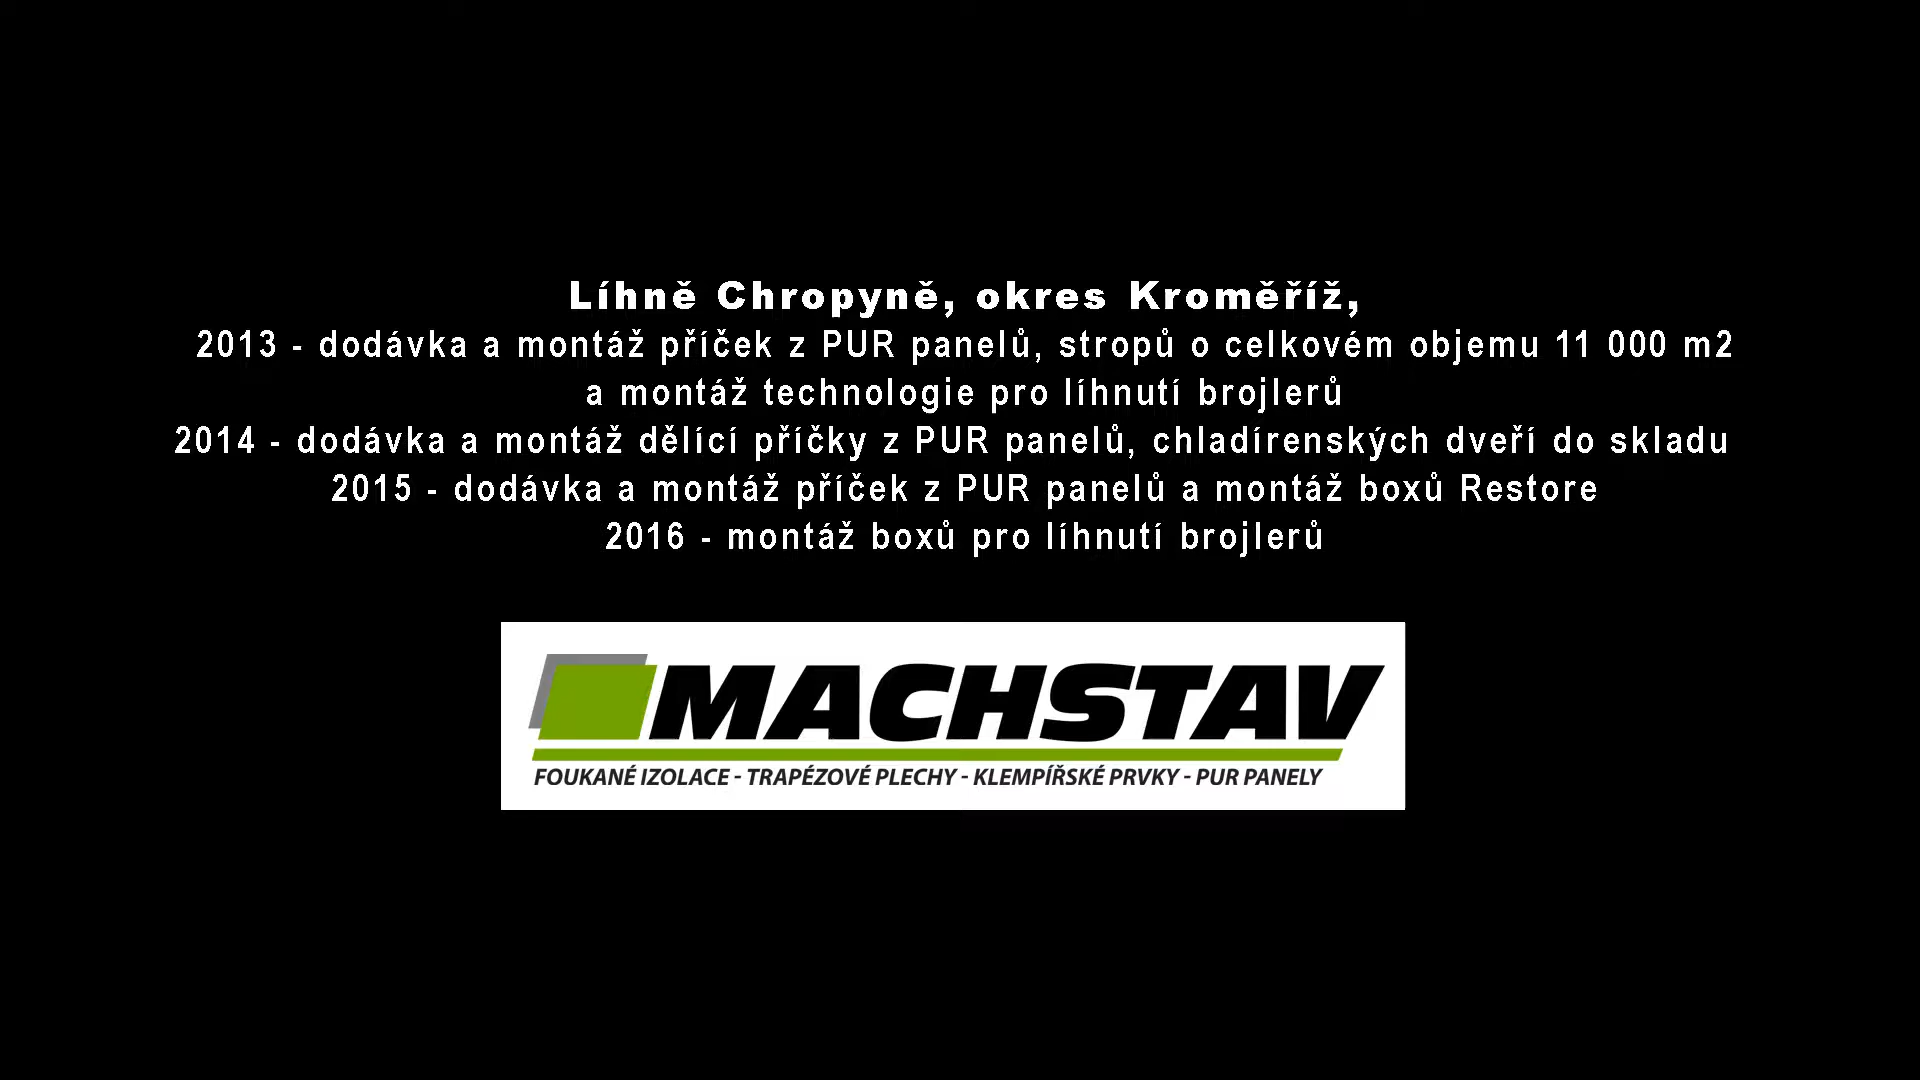 Líhně Chropyně, okres Kroměříž,
2013 - dodávka a montáž příček z PUR panelů, stropů o celkovém objemu 11 000 m2
a montáž technologie pro líhnutí brojlerů
2014 - dodávka a montáž dělící příčky z PUR panelů, chladírenských dveří do skladu
2015 - dodávka a montáž příček z PUR panelů a montáž boxů Restore
2016 - montáž boxů pro líhnutí brojlerů
MACHSTAV
FOUKANÉ IZOLACE - TRAPÉZOVÉ PLECHY - KLEMPÍŘSKÉ PRVKY - PUR PANELY